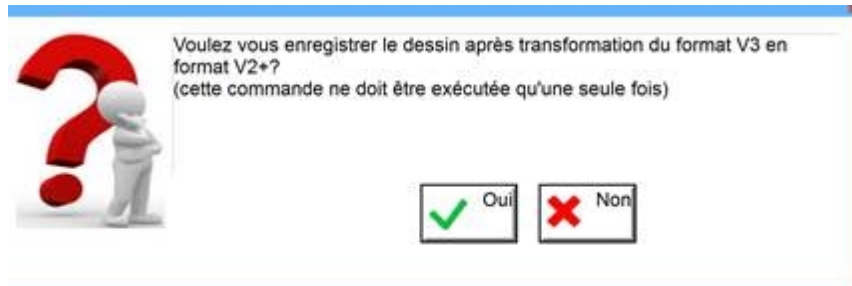 Voulez vous enregistrer le dessin après transformation du format V3 en
format V2+?
(cette commande ne doit être exécutée qu'une seule fois)
Oui
Non